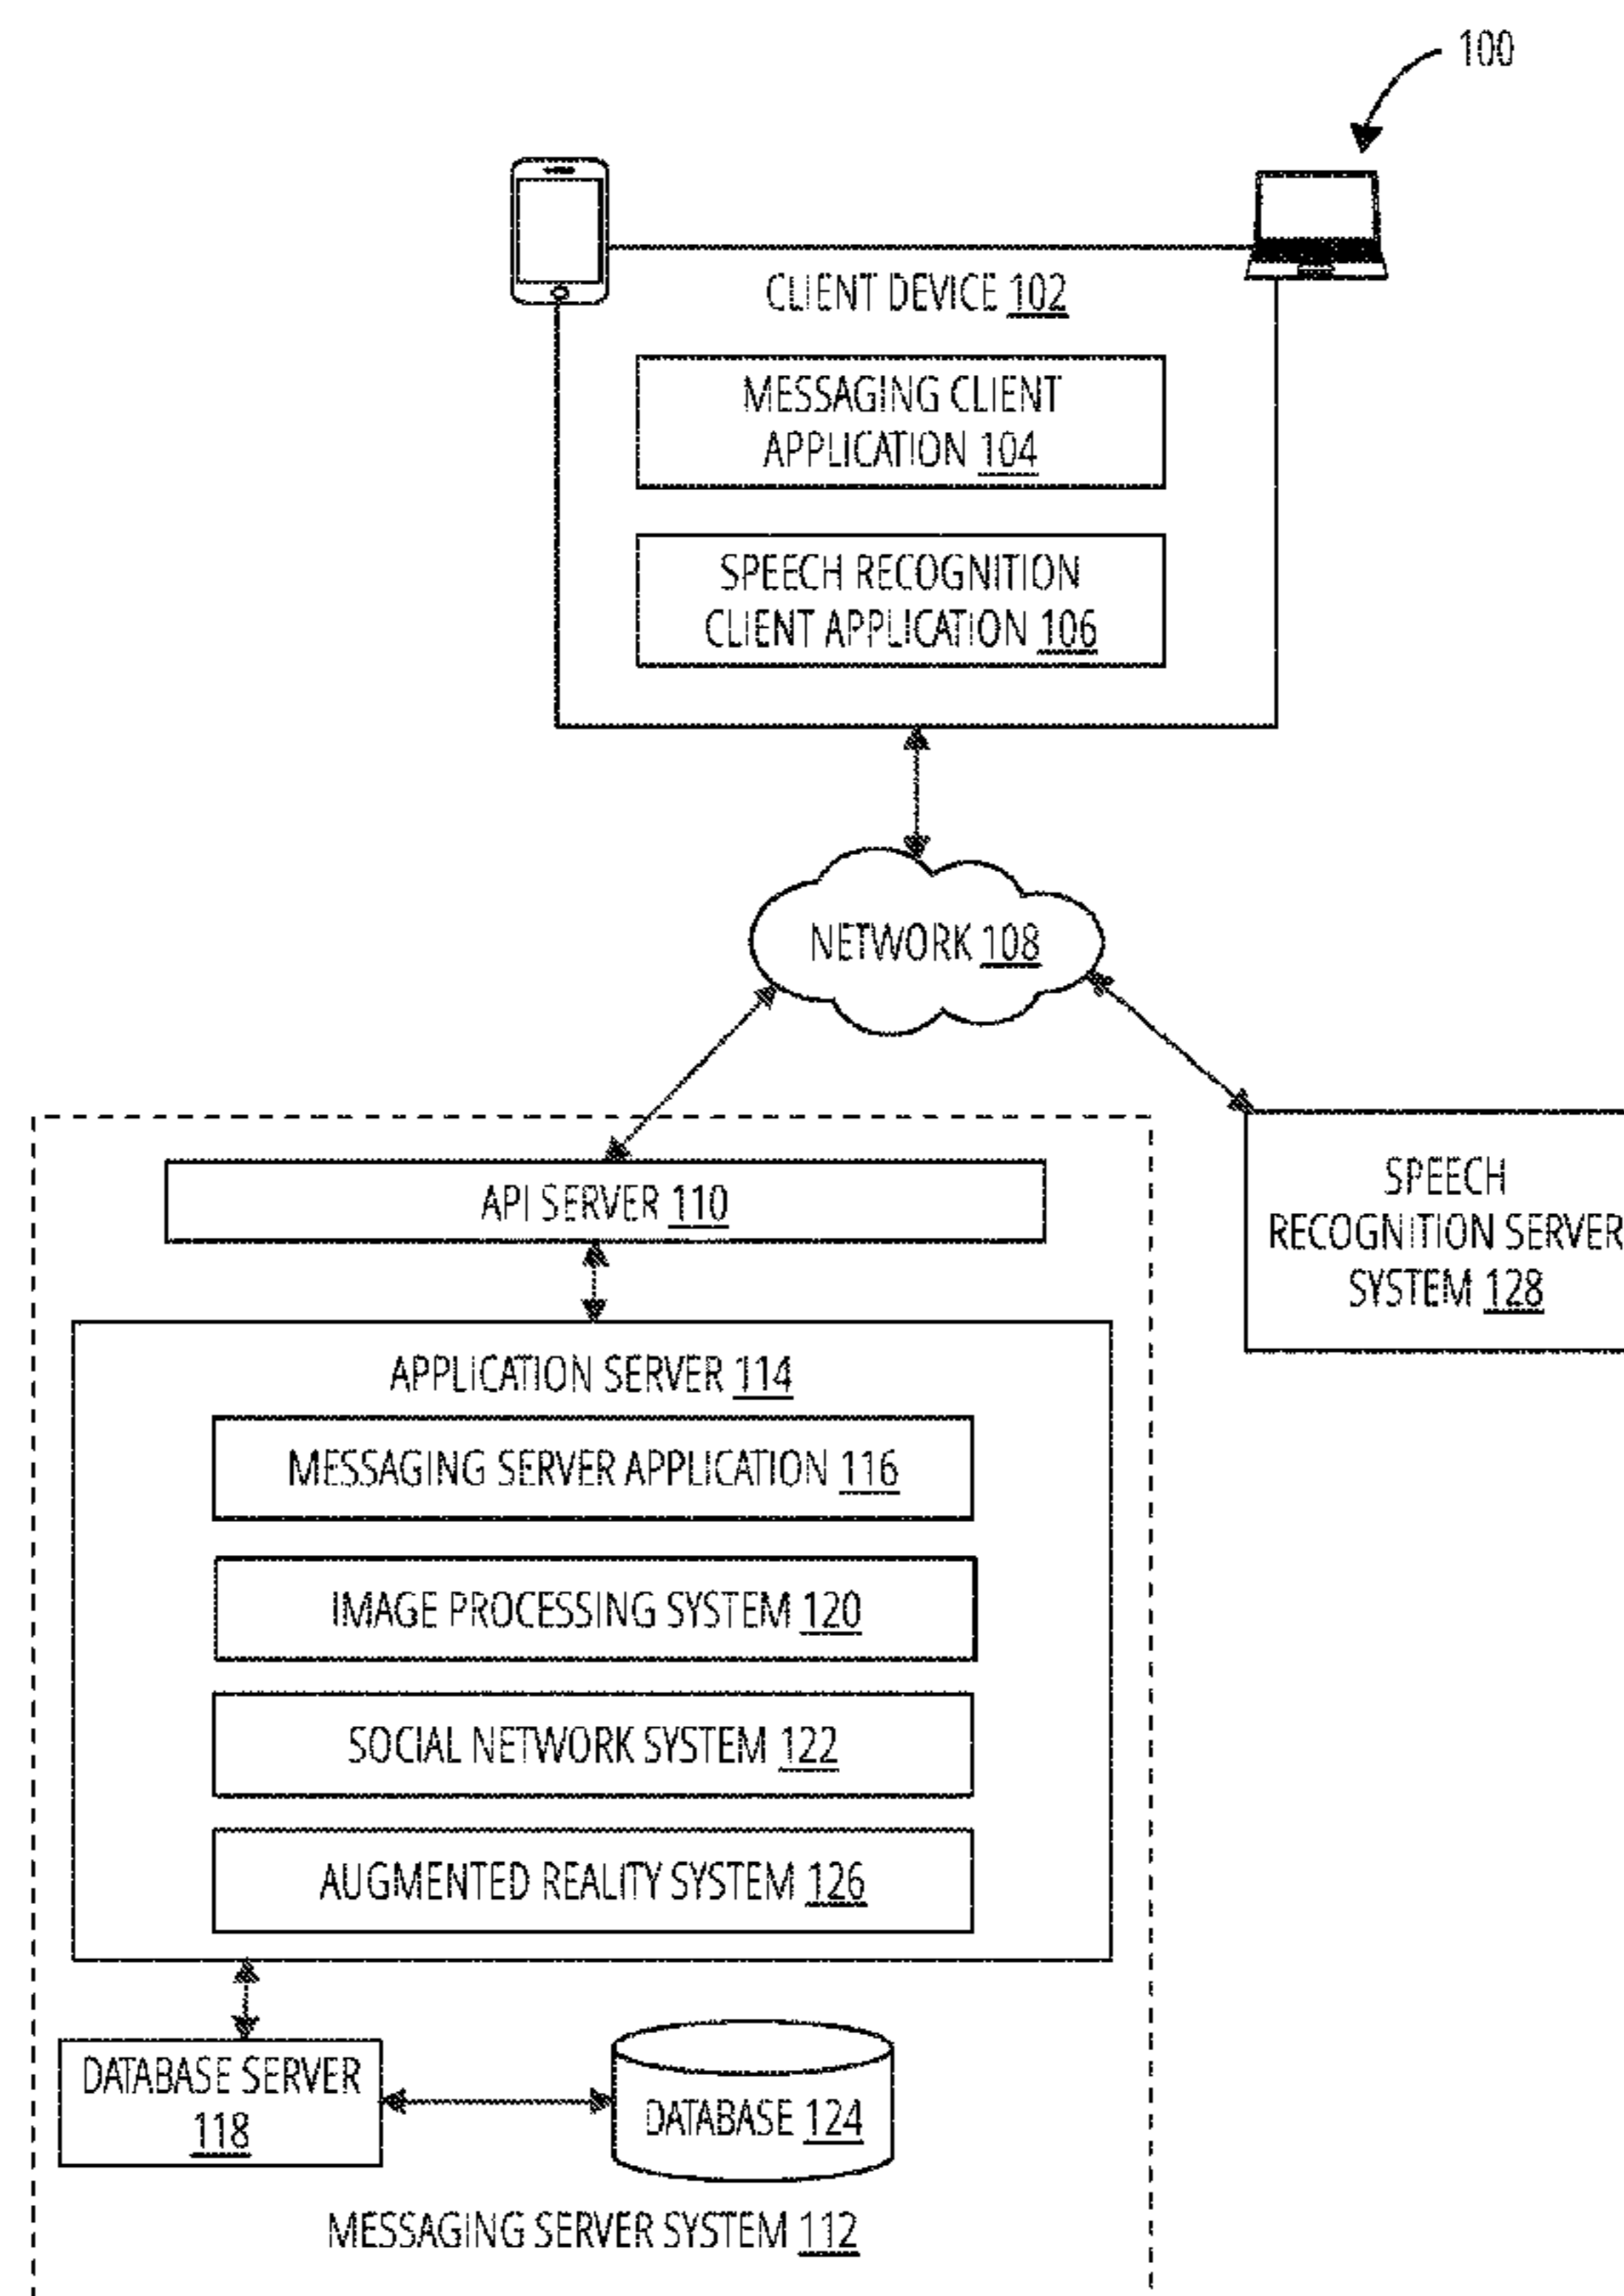 100
CLIENT DEVICE 102
MESSAGING CLIENT
APPLICATION 104
SPEECH RECOGNITION
CLIENT APPLICATION 106
NETWORK 108
API SERVER 110
SPEECH
RECOGNITION SERVER
SYSTEM 128
APPLICATION SERVER 114
MESSAGING SERVER APPLICATION 116
IMAGE PROCESSING SYSTEM 120
SOCIAL NETWORK SYSTEM 122
AUGMENTED REALITY SYSTEM 126
DATABASE SERVER
118
DATABASE 124
MESSAGING SERVER SYSTEM 112